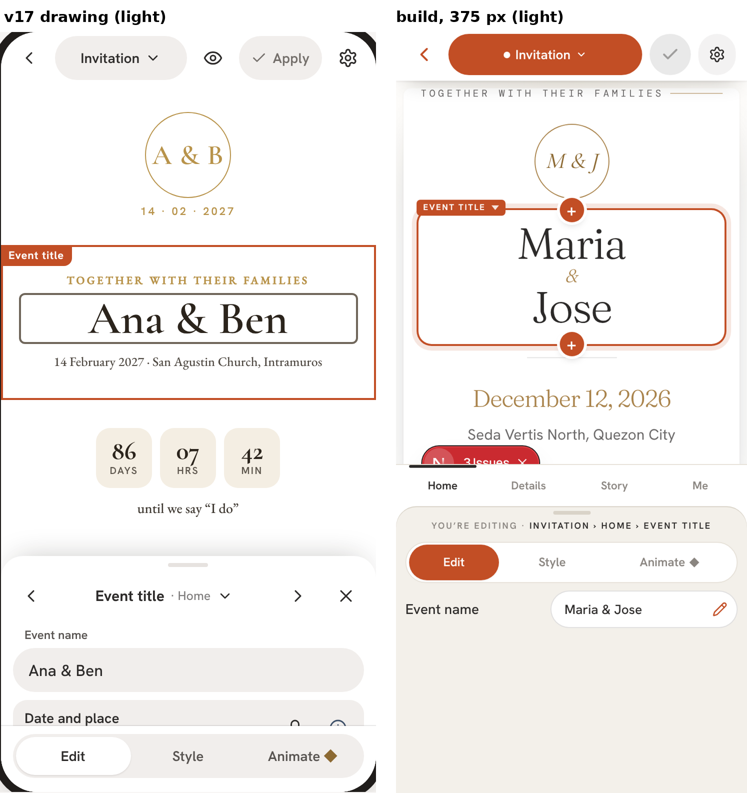 v17 drawing (light)
Invitation
Apply
A & B
14 · 02 · 2027
Event title
TOGETHER WITH THEIR FAMILIES
Ana & Ben
14 February 2027 · San Agustin Church, Intramuros
86 07 42
DAYS HRS MIN
until we say “I do”
Event title · Home
Event name
Ana & Ben
Date and place
Edit Style Animate
build, 375 px (light)
Invitation
TOGETHER WITH THEIR FAMILIES
M & J
EVENT TITLE
Maria
&
Jose
December 12, 2026
Seda Vertis North, Quezon City
3 Issues
Home Details Story Me
YOU'RE EDITING · INVITATION › HOME › EVENT TITLE
Edit Style Animate
Event name Maria & Jose